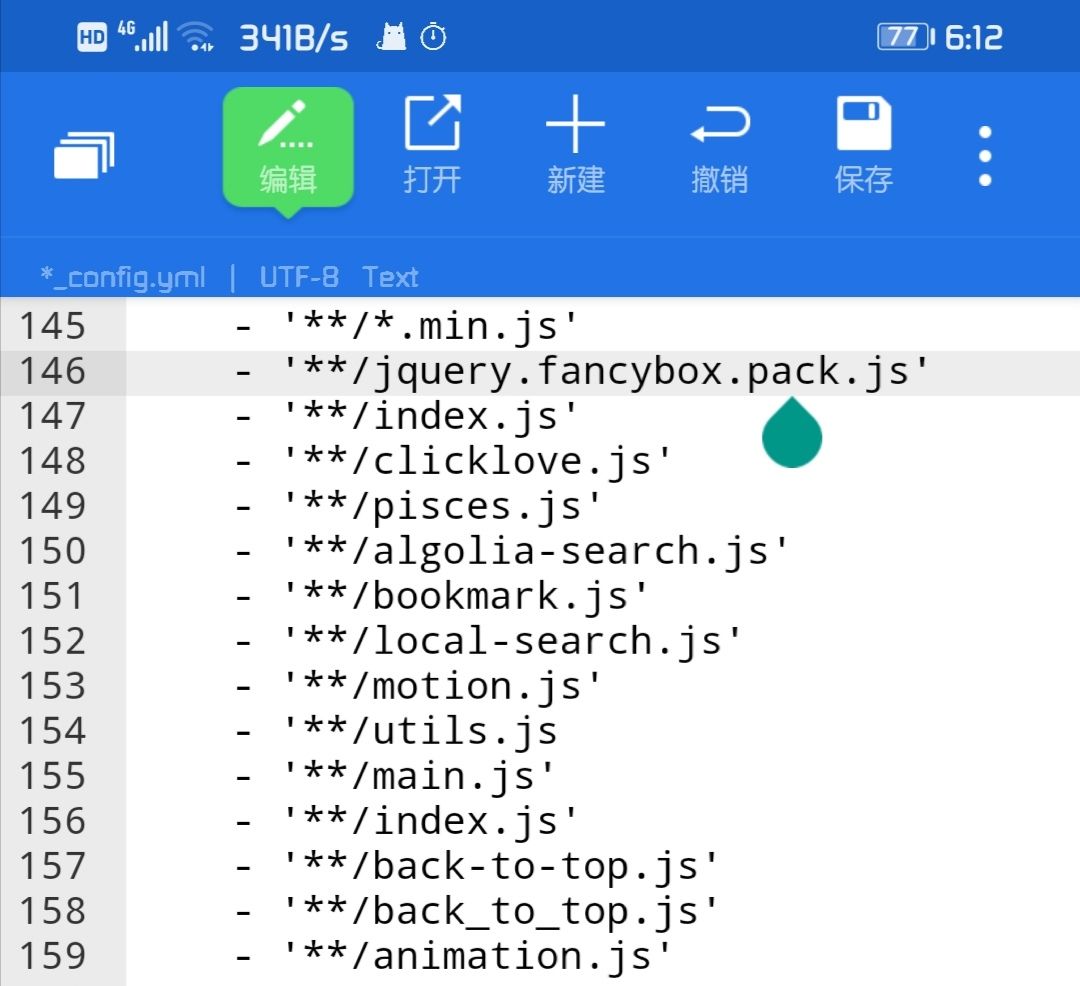 HD 4G 341B/s 77 6:12
编辑 打开 新建 撤销 保存
*_config.yml | UTF-8 Text
145 - '**/*.min.js'
146 - '**/jquery.fancybox.pack.js'
147 - '**/index.js'
148 - '**/clicklove.js'
149 - '**/pisces.js'
150 - '**/algolia-search.js'
151 - '**/bookmark.js'
152 - '**/local-search.js'
153 - '**/motion.js'
154 - '**/utils.js
155 - '**/main.js'
156 - '**/index.js'
157 - '**/back-to-top.js'
158 - '**/back_to_top.js'
159 - '**/animation.js'